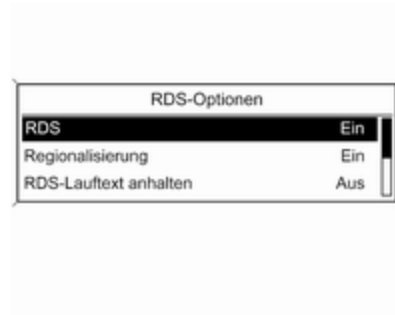 RDS-Optionen
RDS Ein
Regionalisierung Ein
RDS-Lauftext anhalten Aus